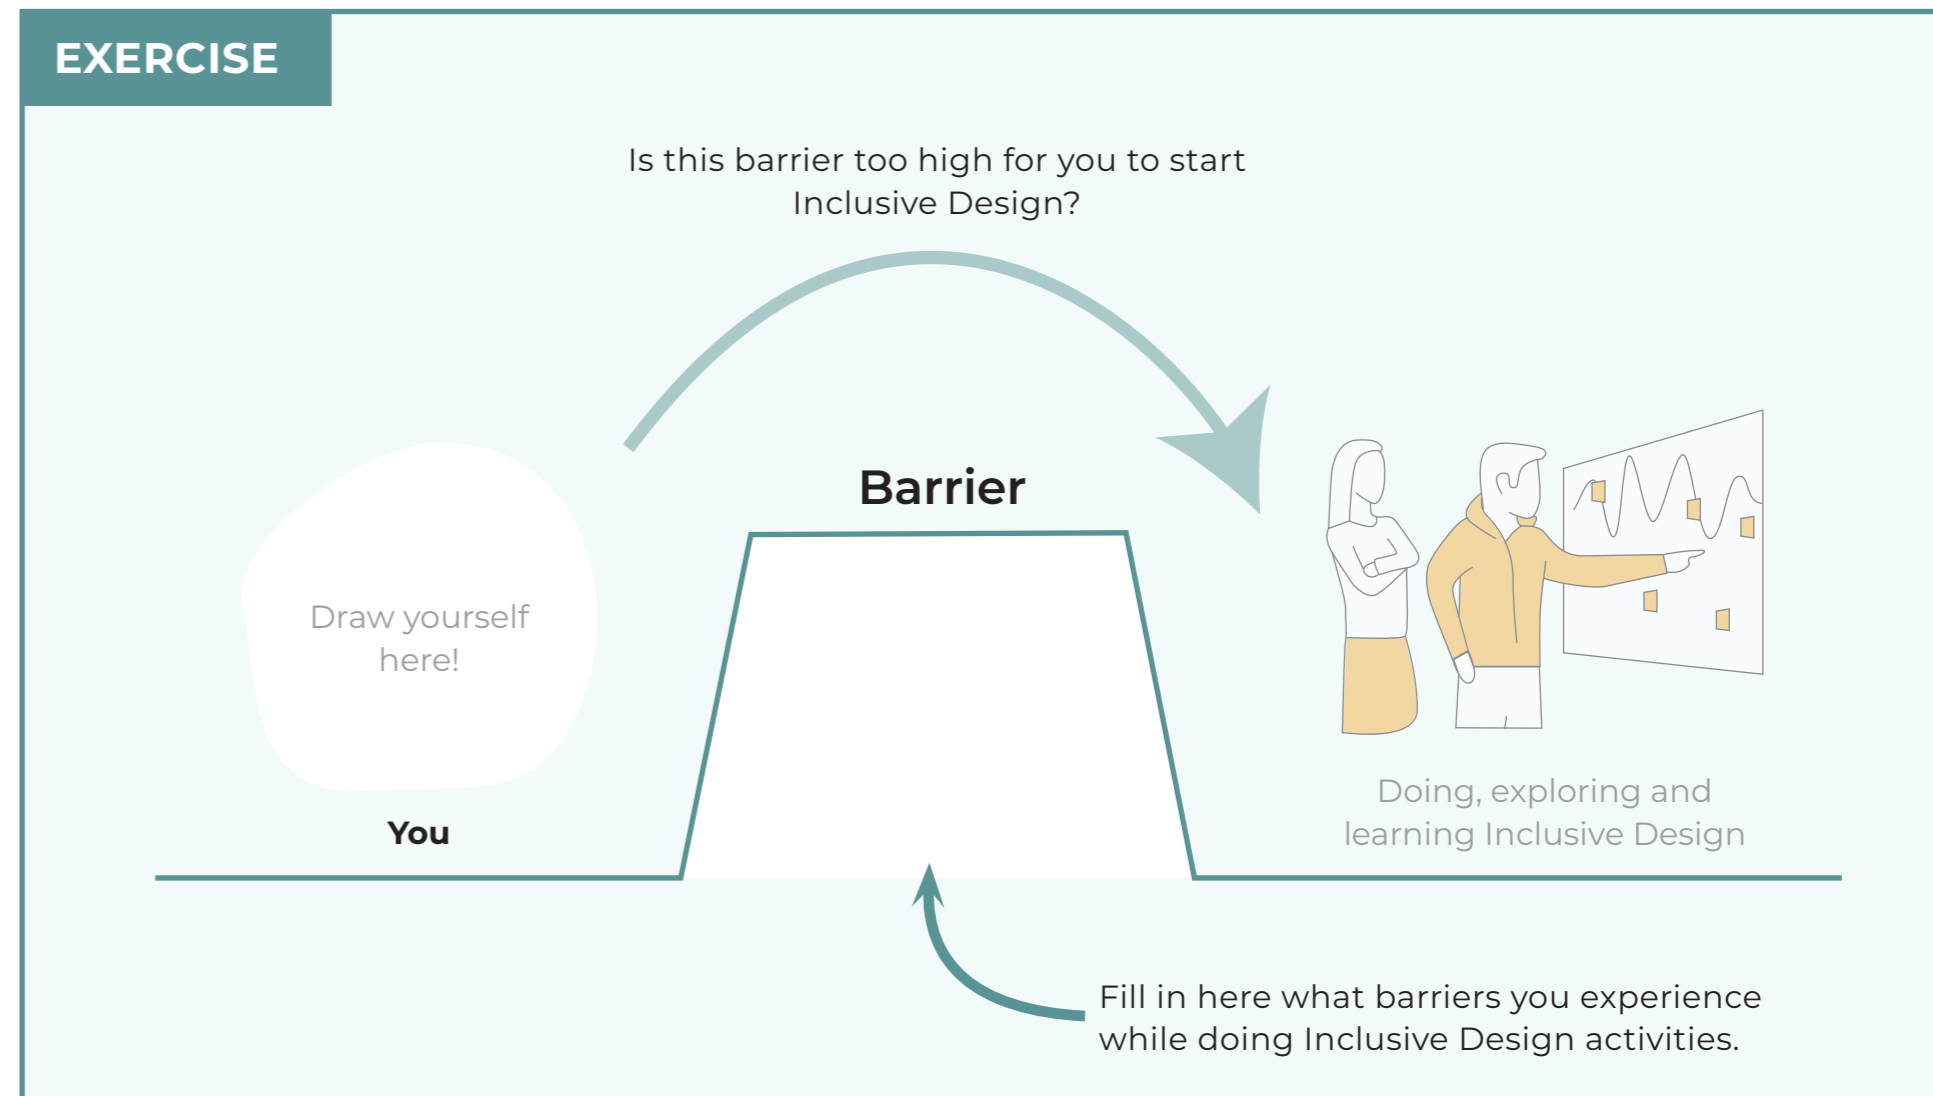 EXERCISE
Is this barrier too high for you to start
Inclusive Design?
Barrier
Draw yourself
here!
You
Doing, exploring and
learning Inclusive Design
Fill in here what barriers you experience
while doing Inclusive Design activities.